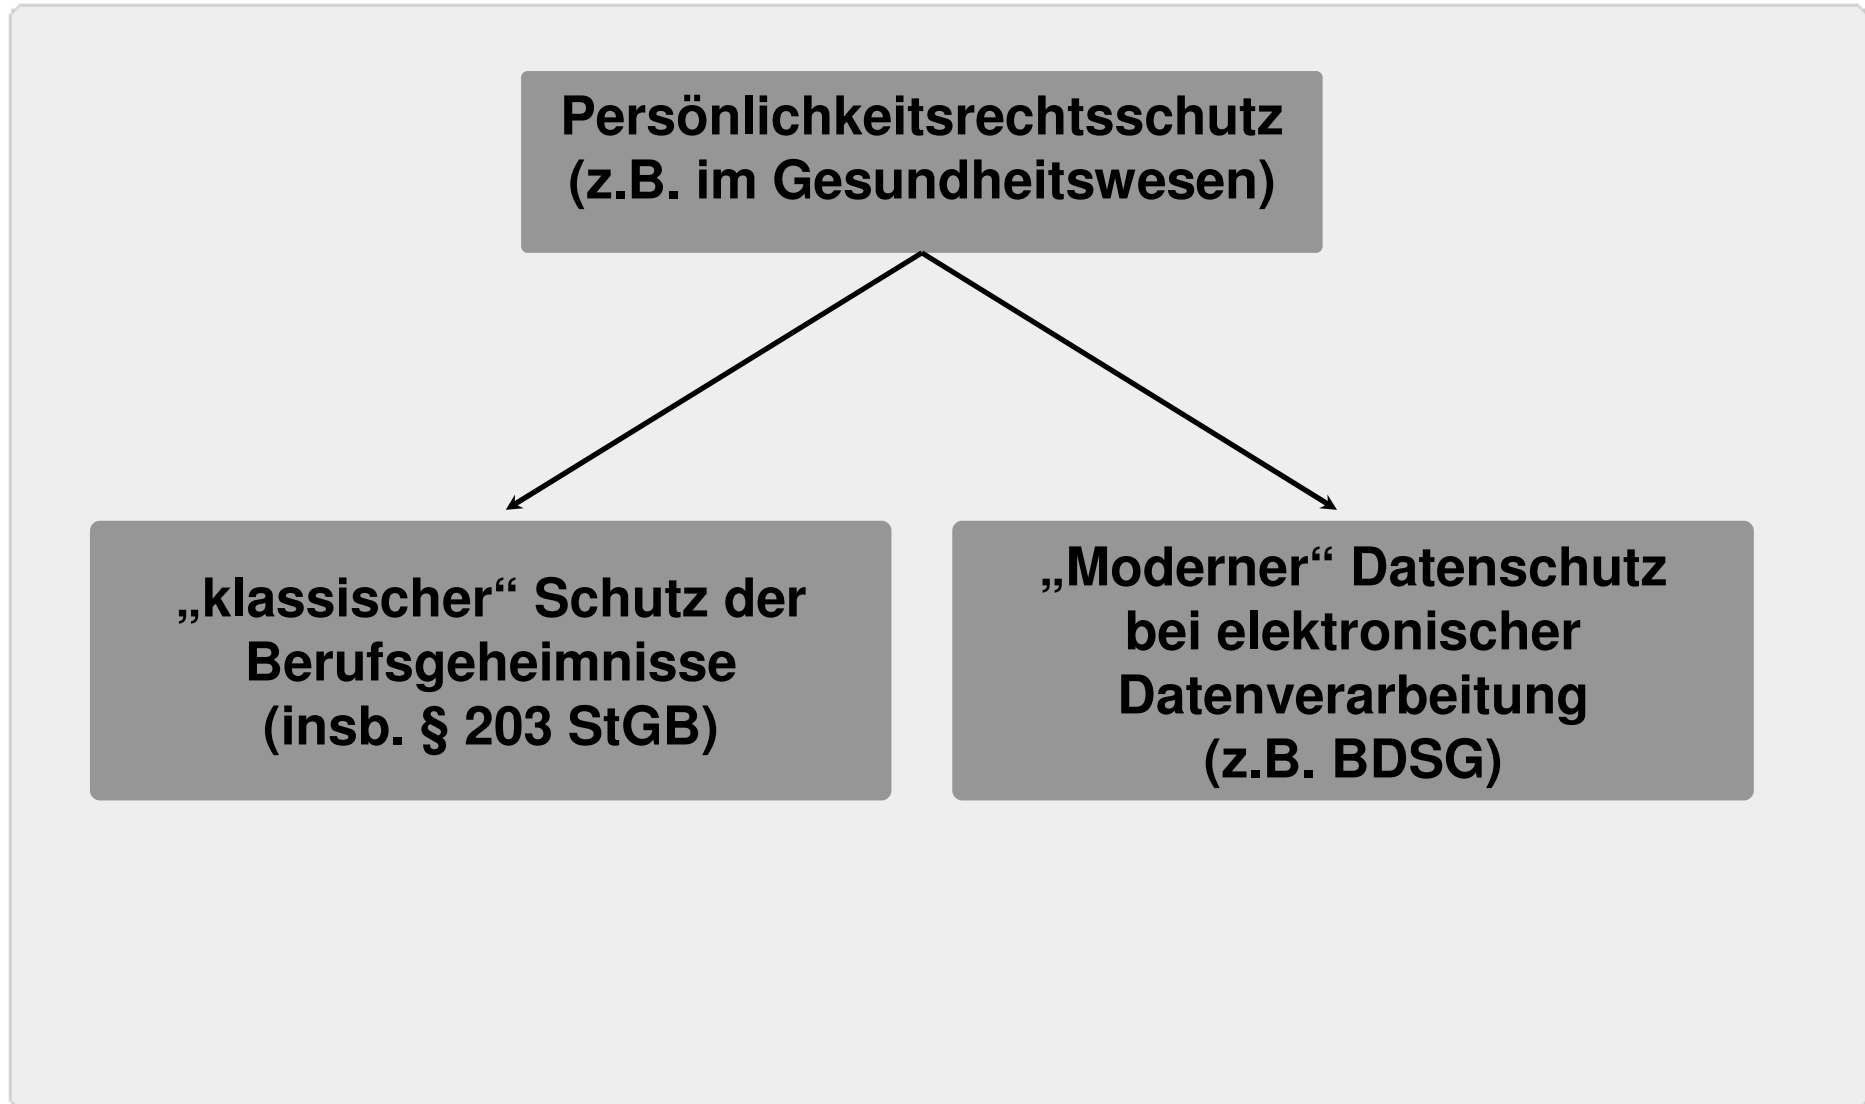 Persönlichkeitsrechtsschutz
(z.B. im Gesundheitswesen)
„klassischer“ Schutz der
Berufsgeheimnisse
(insb. § 203 StGB)
„Moderner“ Datenschutz
bei elektronischer
Datenverarbeitung
(z.B. BDSG)